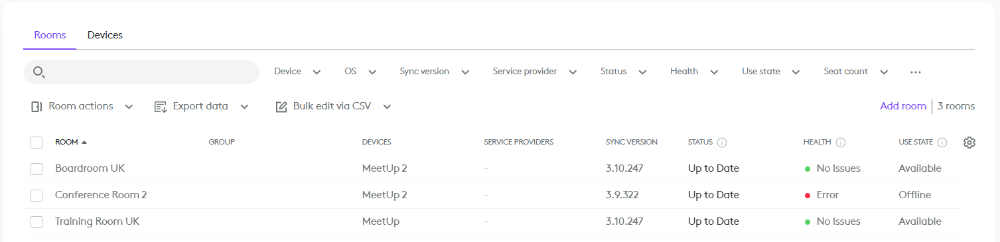 Rooms Devices
Device OS Sync version Service provider Status Health Use state Seat count ...
Room actions Export data Bulk edit via CSV Add room 3 rooms
ROOM GROUP DEVICES SERVICE PROVIDERS SYNC VERSION STATUS HEALTH USE STATE
Boardroom UK MeetUp 2 - 3.10.247 Up to Date No Issues Available
Conference Room 2 MeetUp 2 - 3.9.322 Up to Date Error Offline
Training Room UK MeetUp - 3.10.247 Up to Date No Issues Available